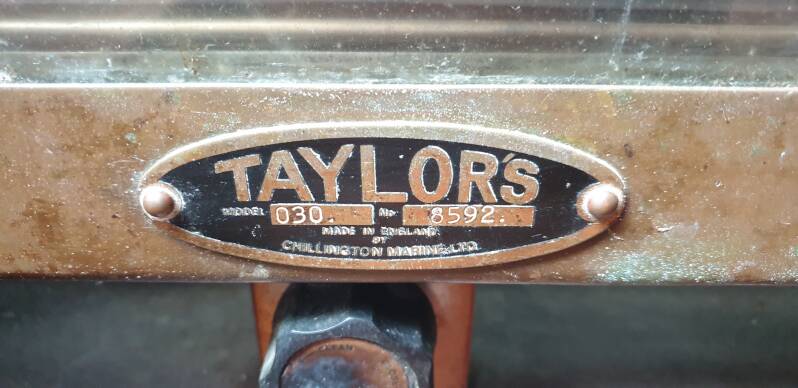 TAYLOR'S
MODEL 030. No 8592.
MADE IN ENGLAND
BY
CHILLINGTON MARINE LTD.